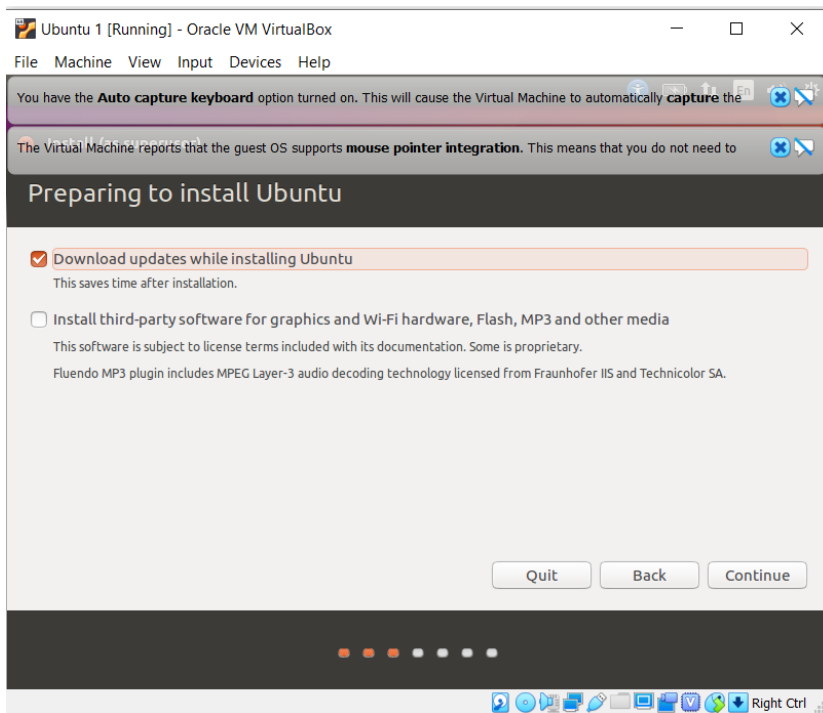 Ubuntu 1 [Running] - Oracle VM VirtualBox
File Machine View Input Devices Help
You have the Auto capture keyboard option turned on. This will cause the Virtual Machine to automatically capture the
En
Install (as superuser)
The Virtual Machine reports that the guest OS supports mouse pointer integration. This means that you do not need to
Preparing to install Ubuntu
Download updates while installing Ubuntu
This saves time after installation.
Install third-party software for graphics and Wi-Fi hardware, Flash, MP3 and other media
This software is subject to license terms included with its documentation. Some is proprietary.
Fluendo MP3 plugin includes MPEG Layer-3 audio decoding technology licensed from Fraunhofer IIS and Technicolor SA.
Quit Back Continue
Right Ctrl